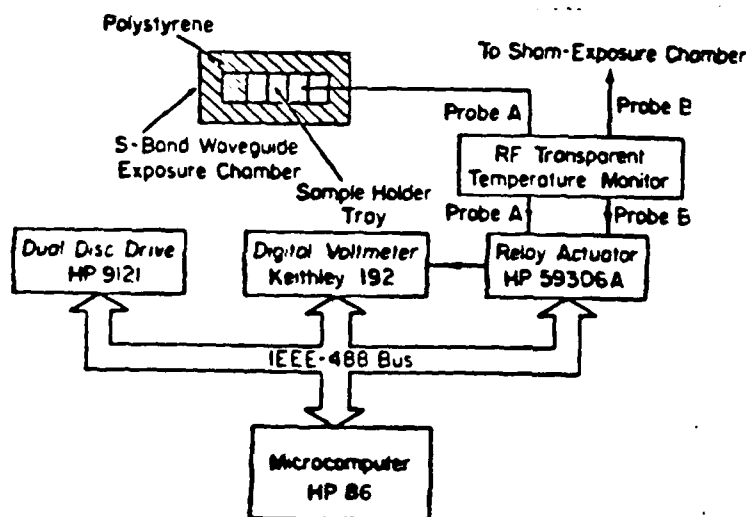 Polystyrene
To Sham-Exposure Chamber
Probe A
Probe B
S-Band Waveguide
Exposure Chamber
RF Transparent
Temperature Monitor
Sample Holder
Tray
Probe A
Probe B
Dual Disc Drive
HP 9121
Digital Voltmeter
Keithley 192
Relay Actuator
HP 59306A
IEEE-488 Bus
Microcomputer
HP 86